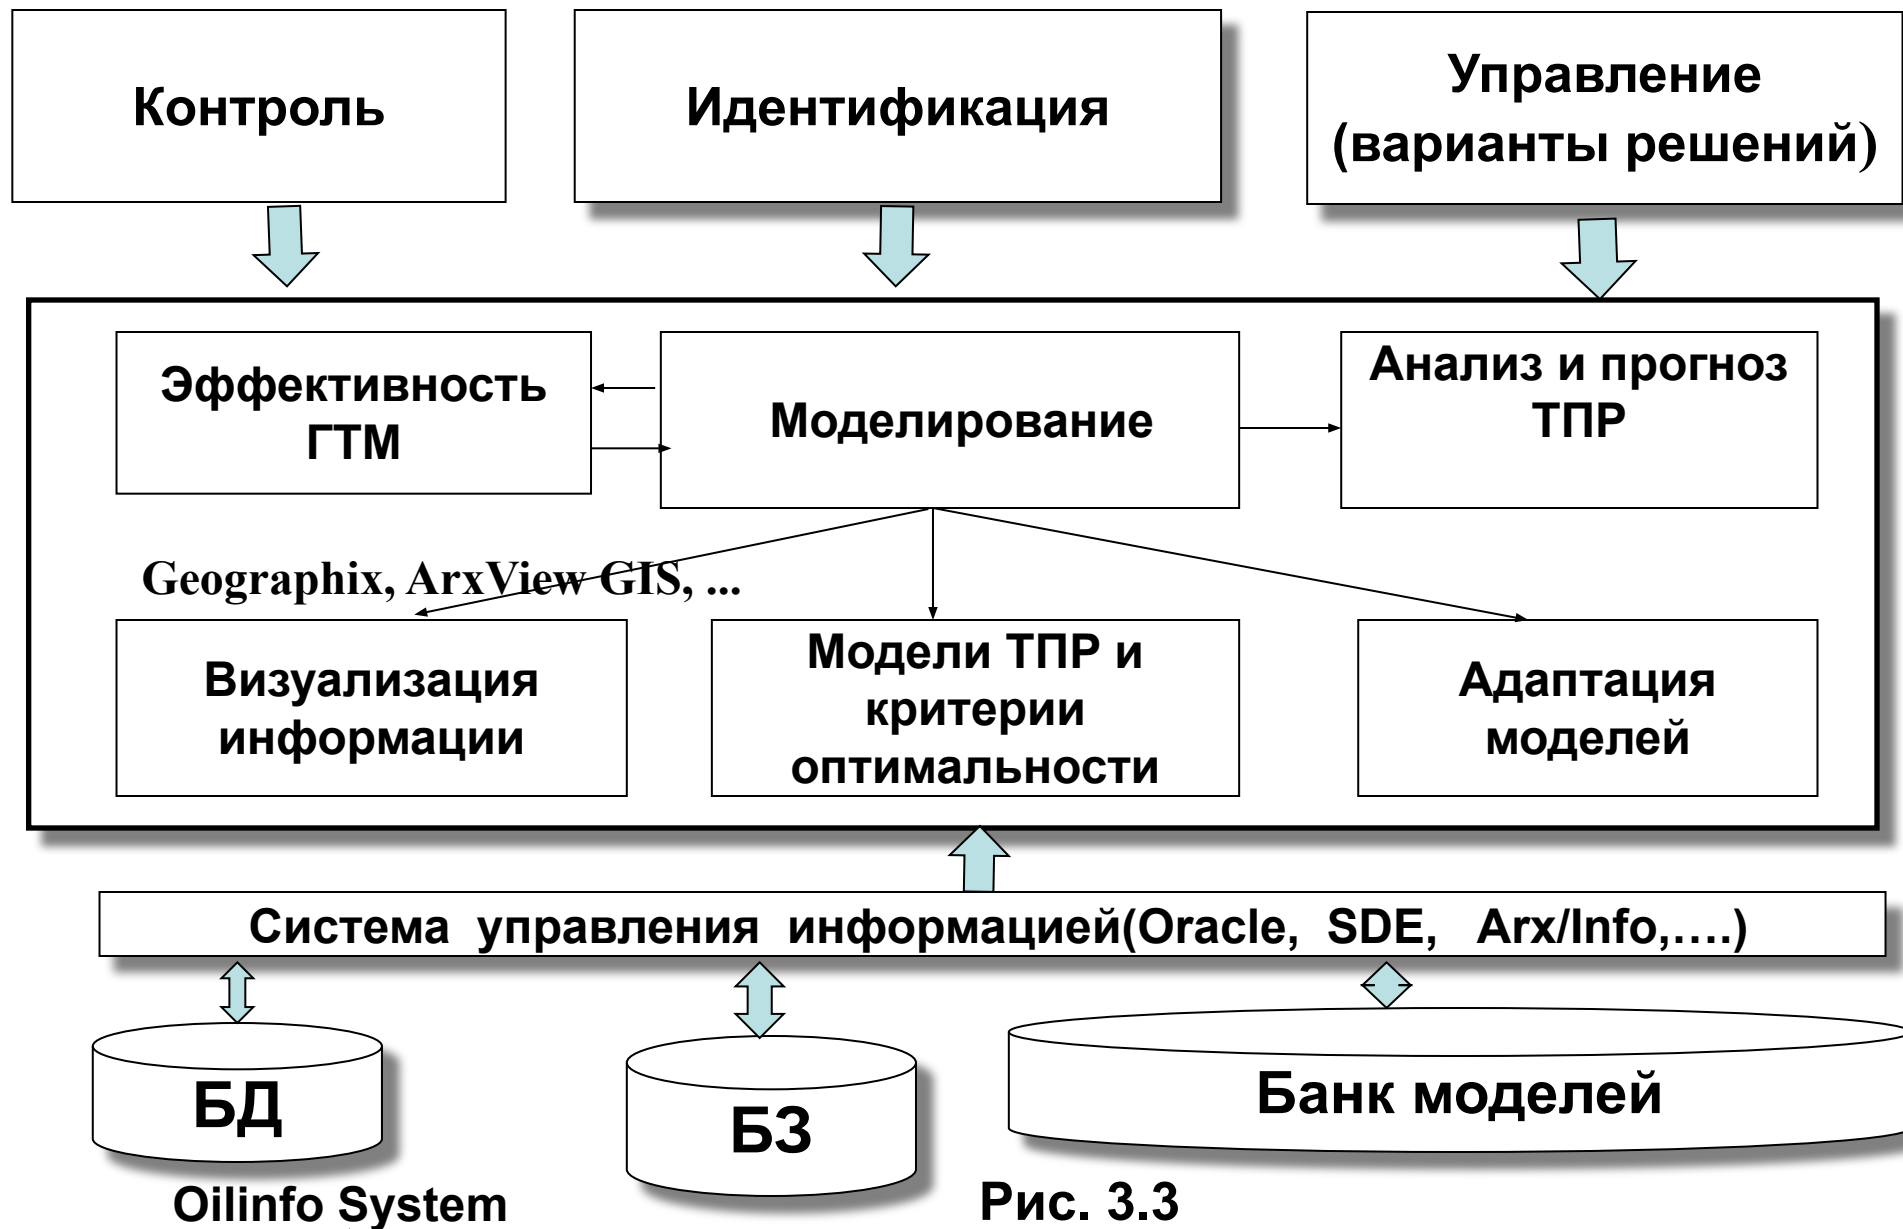 Контроль
Идентификация
Управление
(варианты решений)
Эффективность
ГТМ
Моделирование
Анализ и прогноз
ТПР
Geographix, ArxView GIS, ...
Визуализация
информации
Модели ТПР и
критерии
оптимальности
Адаптация
моделей
Система управления информацией(Oracle, SDE, Arx/Info,....)
БД
БЗ
Банк моделей
Oilinfo System
Рис. 3.3